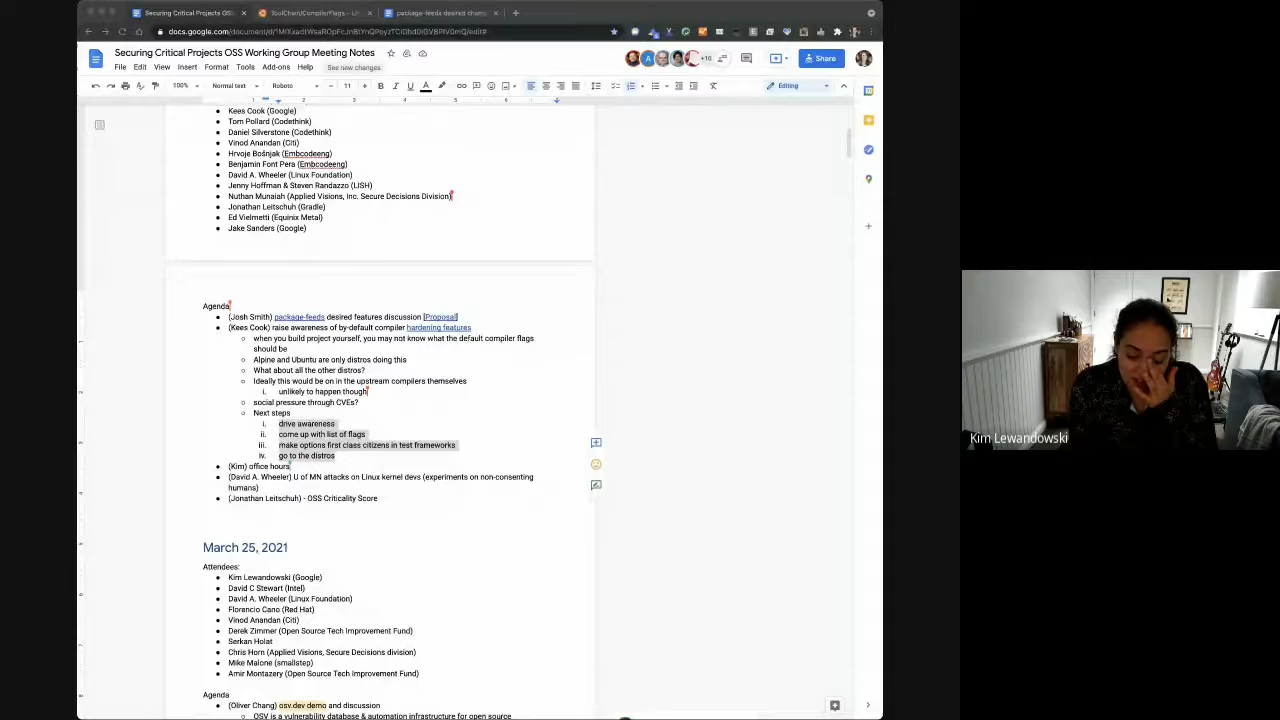 Securing Critical Projects OSS
ToolChain/CompilerFlags - U
package-feeds desired chang
Securing Critical Projects OSS Working Group Meeting Notes
+10
Share
File Edit View Insert Format Tools Add-ons Help See new changes
100% Normal text Roboto 11 Editing
Kees Cook (Google)
Tom Pollard (Codethink)
Daniel Silverstone (Codethink)
Vinod Anandan (Citi)
Hrvoje Bošnjak (Embcodeeng)
Benjamin Font Pera (Embcodeeng)
David A. Wheeler (Linux Foundation)
Jenny Hoffman & Steven Randazzo (LISH)
Nuthan Munaiah (Applied Visions, Inc. Secure Decisions Division)
Jonathan Leitschuh (Gradle)
Ed Vielmetti (Equinix Metal)
Jake Sanders (Google)
Agenda
(Josh Smith) package-feeds desired features discussion [Proposal]
(Kees Cook) raise awareness of by-default compiler hardening features
when you build project yourself, you may not know what the default compiler flags
should be
Alpine and Ubuntu are only distros doing this
What about all the other distros?
Ideally this would be on in the upstream compilers themselves
i. unlikely to happen though
social pressure through CVEs?
Next steps
i. drive awareness
ii. come up with list of flags
iii. make options first class citizens in test frameworks
iv. go to the distros
(Kim) office hours
(David A. Wheeler) U of MN attacks on Linux kernel devs (experiments on non-consenting
humans)
(Jonathan Leitschuh) - OSS Criticality Score
March 25, 2021
Attendees:
Kim Lewandowski (Google)
David C Stewart (Intel)
David A. Wheeler (Linux Foundation)
Florencio Cano (Red Hat)
Vinod Anandan (Citi)
Derek Zimmer (Open Source Tech Improvement Fund)
Serkan Holat
Chris Horn (Applied Visions, Secure Decisions division)
Mike Malone (smallstep)
Amir Montazery (Open Source Tech Improvement Fund)
Agenda
(Oliver Chang) osv.dev demo and discussion
OSV is a vulnerability database & automation infrastructure for open source
Kim Lewandowski